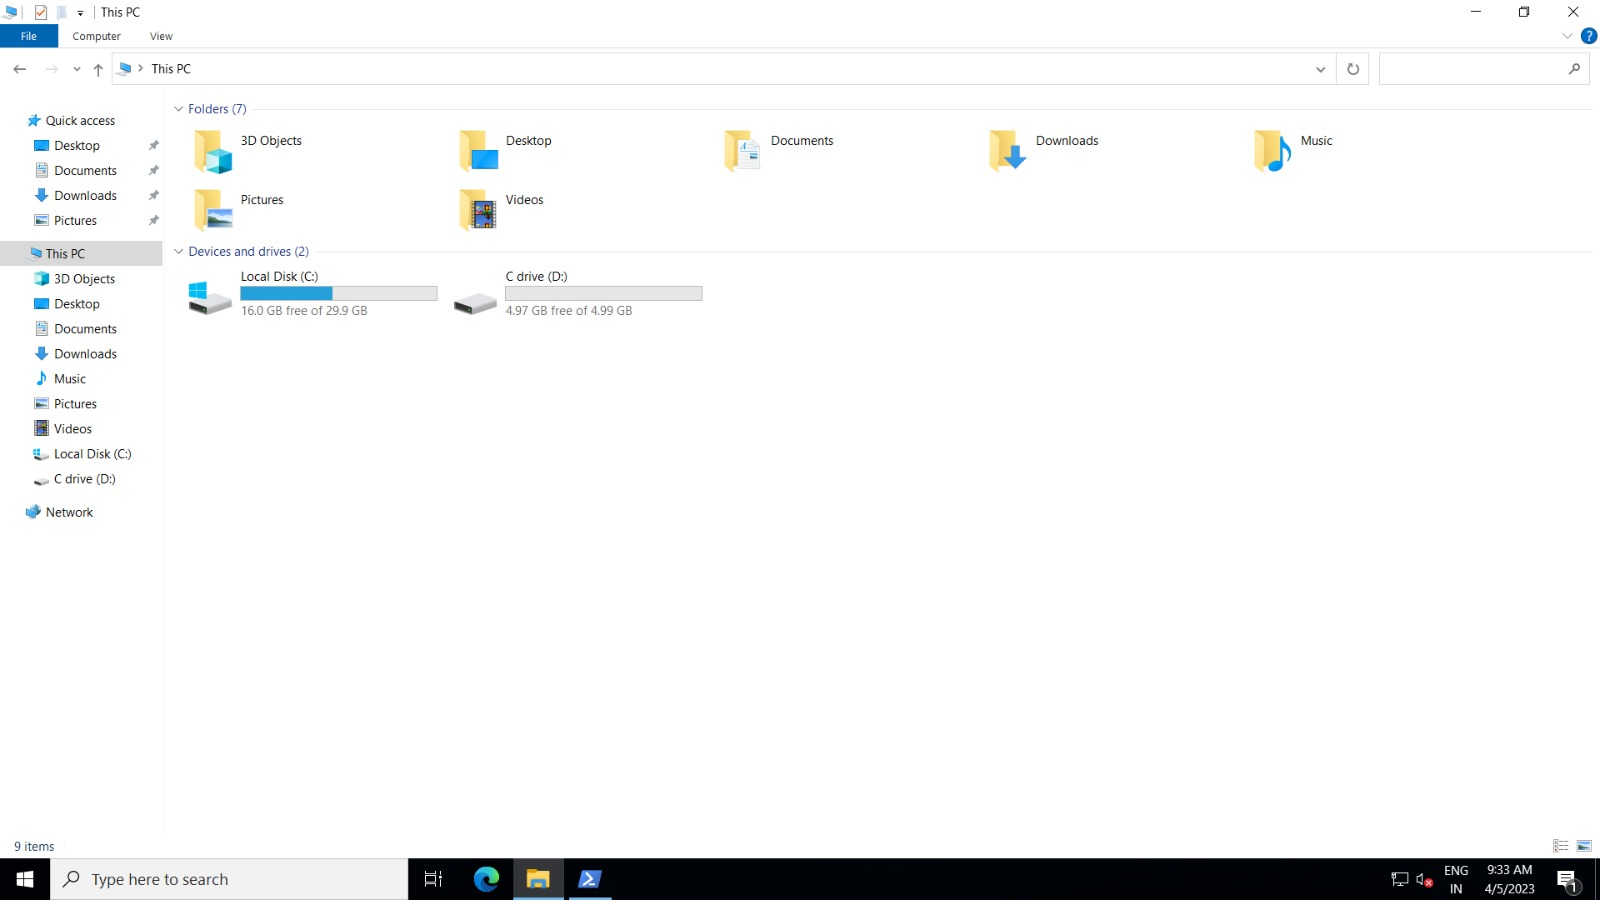 This PC
File Computer View
This PC
Quick access
Desktop
Documents
Downloads
Pictures
This PC
3D Objects
Desktop
Documents
Downloads
Music
Pictures
Videos
Local Disk (C:)
C drive (D:)
Network
Folders (7)
3D Objects
Desktop
Documents
Downloads
Music
Pictures
Videos
Devices and drives (2)
Local Disk (C:)
16.0 GB free of 29.9 GB
C drive (D:)
4.97 GB free of 4.99 GB
9 items
Type here to search
ENG
IN
9:33 AM
4/5/2023
1